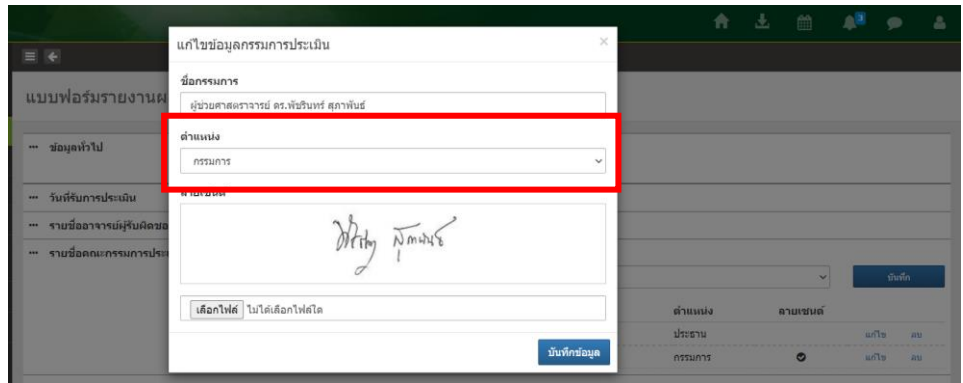 3
แก้ไขข้อมูลกรรมการประเมิน
×
ชื่อกรรมการ
ผู้ช่วยศาสตราจารย์ ดร.พัชรินทร์ สุภาพันธ์
แบบฟอร์มรายงานผ
ตำแหน่ง
ข้อมูลทั่วไป
กรรมการ
วันที่รับการประเมิน
ลายเซ็นต์
รายชื่ออาจารย์ผู้รับผิดชอ
รายชื่อคณะกรรมการประเ
บันทึก
เลือกไฟล์ ไม่ได้เลือกไฟล์ใด
ตำแหน่ง ลายเซนต์
ประธาน แก้ไข ลบ
บันทึกข้อมูล
กรรมการ แก้ไข ลบ